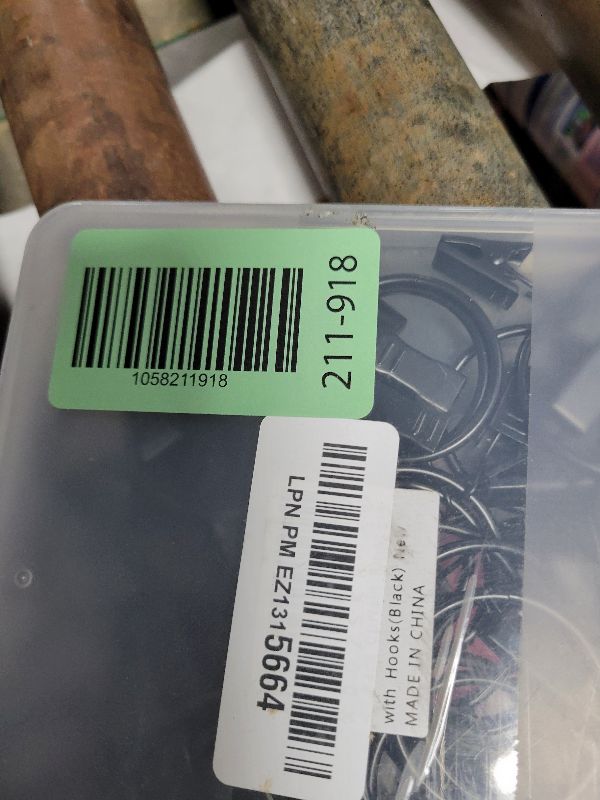 1058211918
211-918
LPN PM EZ1315664
with Hooks(Black) New
MADE IN CHINA